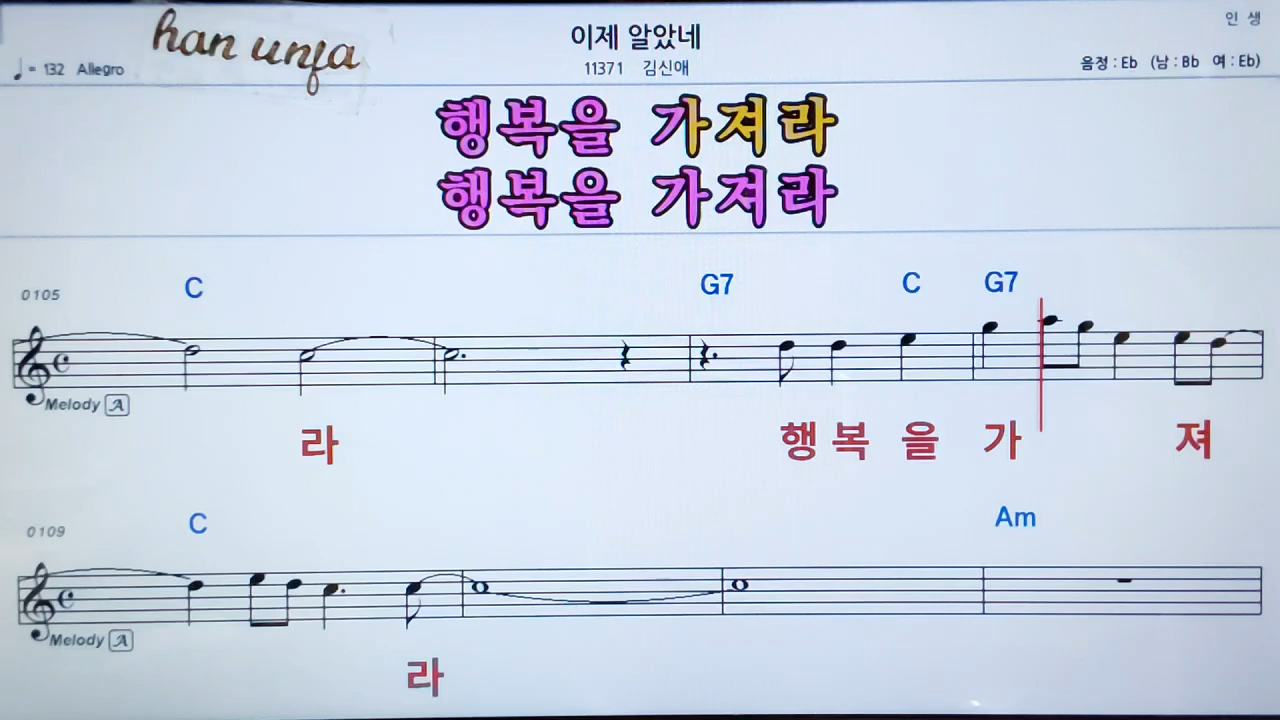 han unfa
이제 알았네
인 생
♩= 132 Allegro
11371 김신애
음정 : Eb (남 : Bb 여 : Eb)
행복을 가져라
행복을 가져라
0105 C G7 C G7
Melody A
라 행 복 을 가 져
0109 C Am
Melody A
라